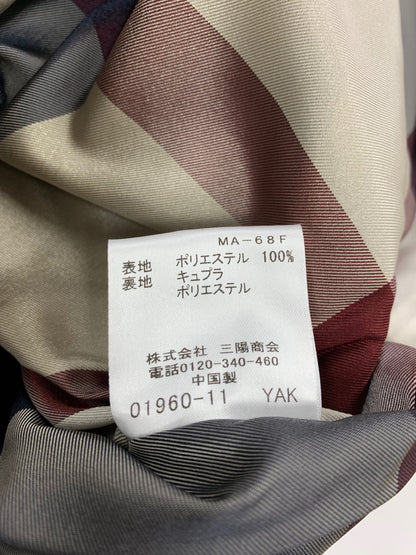 MA-68F
表地 ポリエステル 100%
裏地 キュプラ
ポリエステル
株式会社 三陽商会
電話0120-340-460
中国製
01960-11 YAK